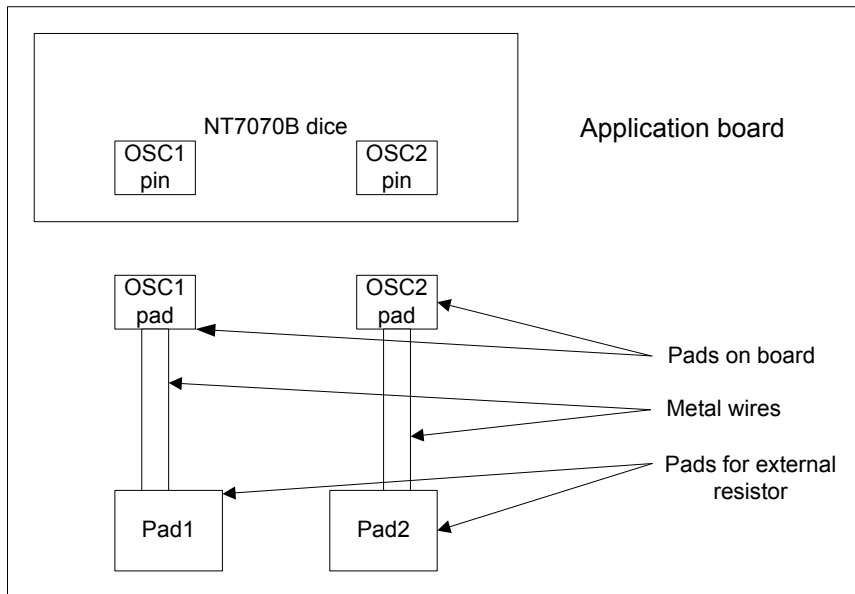 NT7070B dice
Application board
OSC1
pin
OSC2
pin
OSC1
pad
OSC2
pad
Pads on board
Metal wires
Pads for external
resistor
Pad1
Pad2